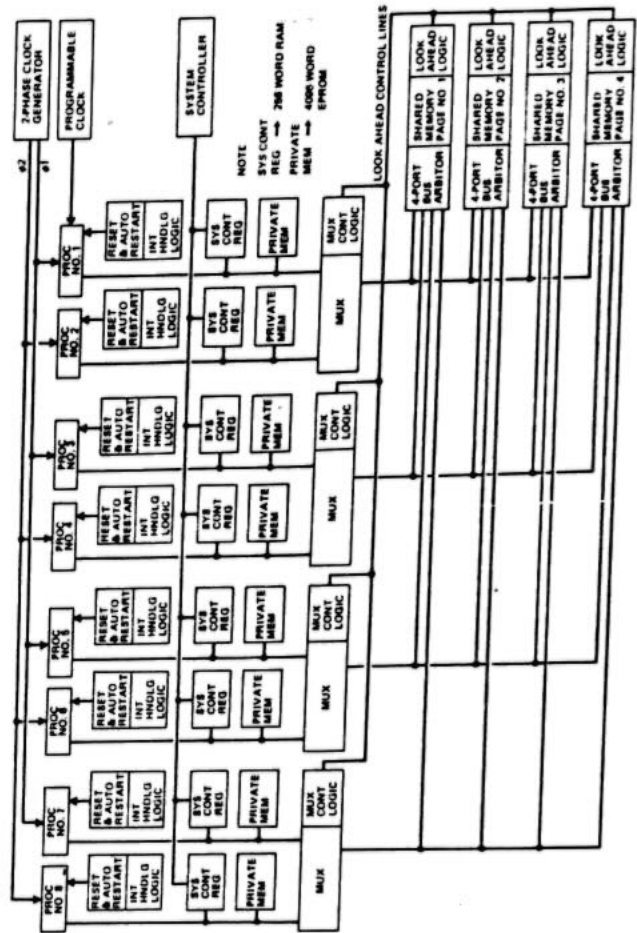 2-PHASE CLOCK
GENERATOR
φ2
φ1
PROGRAMMABLE
CLOCK
PROC
NO 8
PROC
NO. 7
PROC
NO. 6
PROC
NO. 5
PROC
NO. 4
PROC
NO. 3
PROC
NO. 2
PROC
NO. 1
RESET
& AUTO
RESTART
INT
HNDLG
LOGIC
RESET
& AUTO
RESTART
INT
HNDLG
LOGIC
RESET
& AUTO
RESTART
INT
HNDLG
LOGIC
RESET
& AUTO
RESTART
INT
HNDLG
LOGIC
RESET
& AUTO
RESTART
INT
HNDLG
LOGIC
RESET
& AUTO
RESTART
INT
HNDLG
LOGIC
RESET
& AUTO
RESTART
INT
HNDLG
LOGIC
RESET
& AUTO
RESTART
INT
HNDLG
LOGIC
SYSTEM
CONTROLLER
SYS
CONT
REG
SYS
CONT
REG
SYS
CONT
REG
SYS
CONT
REG
SYS
CONT
REG
SYS
CONT
REG
SYS
CONT
REG
SYS
CONT
REG
PRIVATE
MEM
PRIVATE
MEM
PRIVATE
MEM
PRIVATE
MEM
PRIVATE
MEM
PRIVATE
MEM
PRIVATE
MEM
PRIVATE
MEM
NOTE
SYS CONT
REG → 256 WORD RAM
PRIVATE
MEM → 4096 WORD
EPROM
MUX
MUX
CONT
LOGIC
MUX
MUX
CONT
LOGIC
MUX
MUX
CONT
LOGIC
MUX
MUX
CONT
LOGIC
LOOK AHEAD CONTROL LINES
4-PORT
BUS
ARBITOR
SHARED
MEMORY
PAGE NO. 1
LOOK
AHEAD
LOGIC
4-PORT
BUS
ARBITOR
SHARED
MEMORY
PAGE NO. 2
LOOK
AHEAD
LOGIC
4-PORT
BUS
ARBITOR
SHARED
MEMORY
PAGE NO. 3
LOOK
AHEAD
LOGIC
4-PORT
BUS
ARBITOR
SHARED
MEMORY
PAGE NO. 4
LOOK
AHEAD
LOGIC